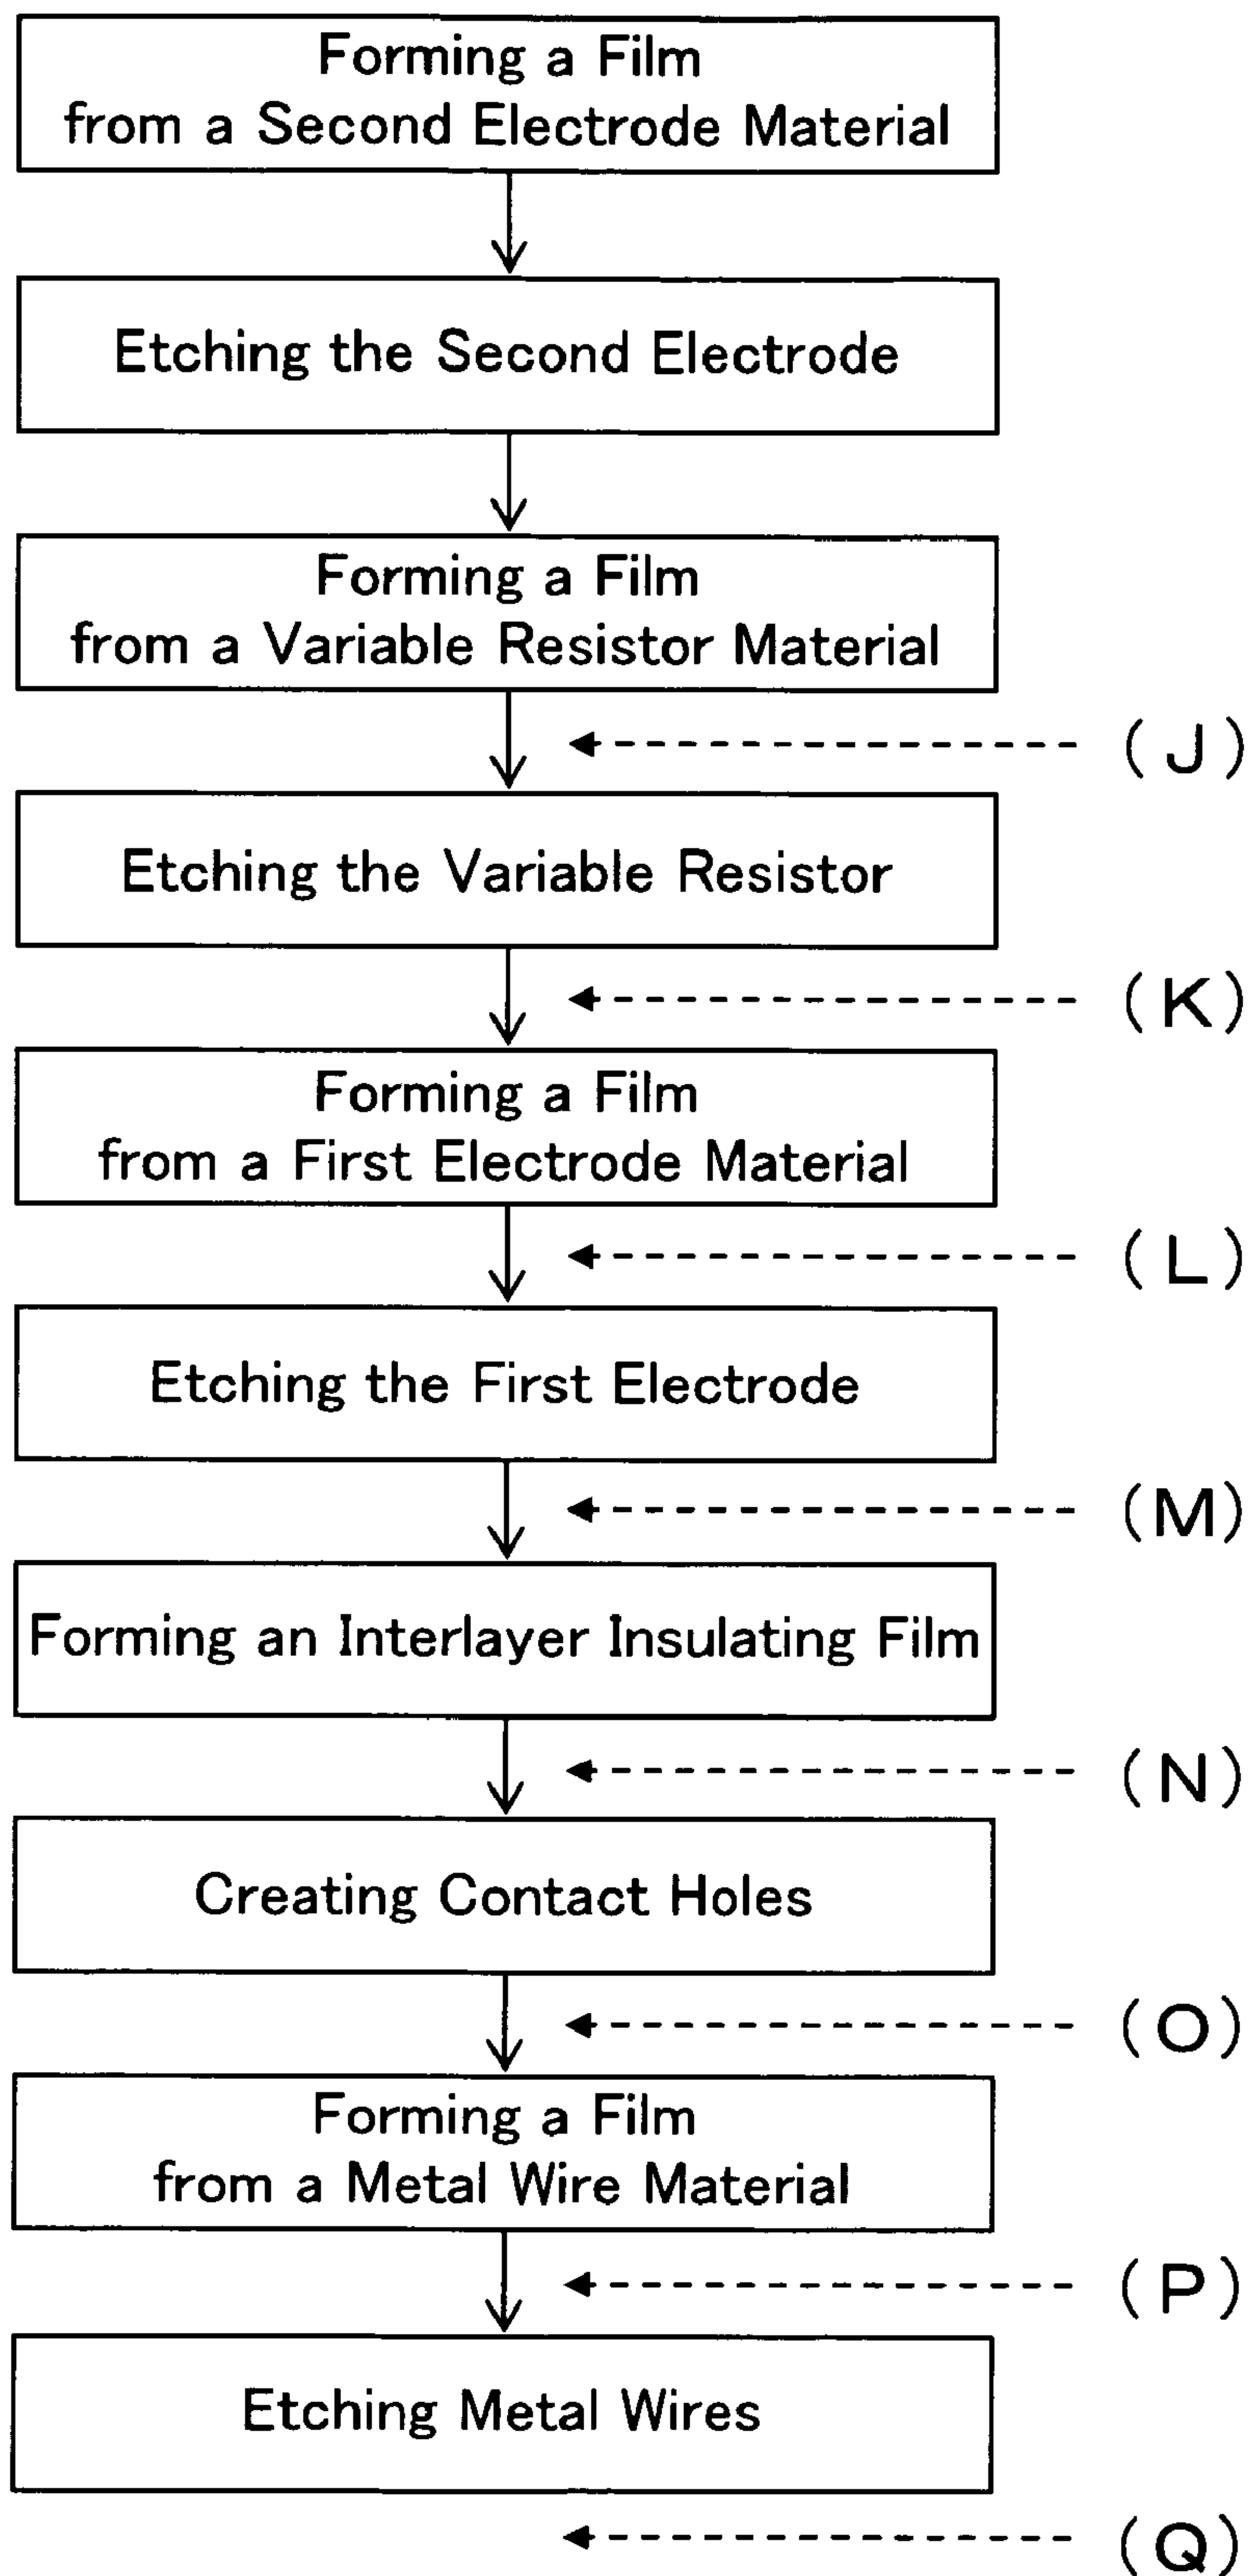 Forming a Film
from a Second Electrode Material
Etching the Second Electrode
Forming a Film
from a Variable Resistor Material
(J)
Etching the Variable Resistor
(K)
Forming a Film
from a First Electrode Material
(L)
Etching the First Electrode
(M)
Forming an Interlayer Insulating Film
(N)
Creating Contact Holes
(O)
Forming a Film
from a Metal Wire Material
(P)
Etching Metal Wires
(Q)